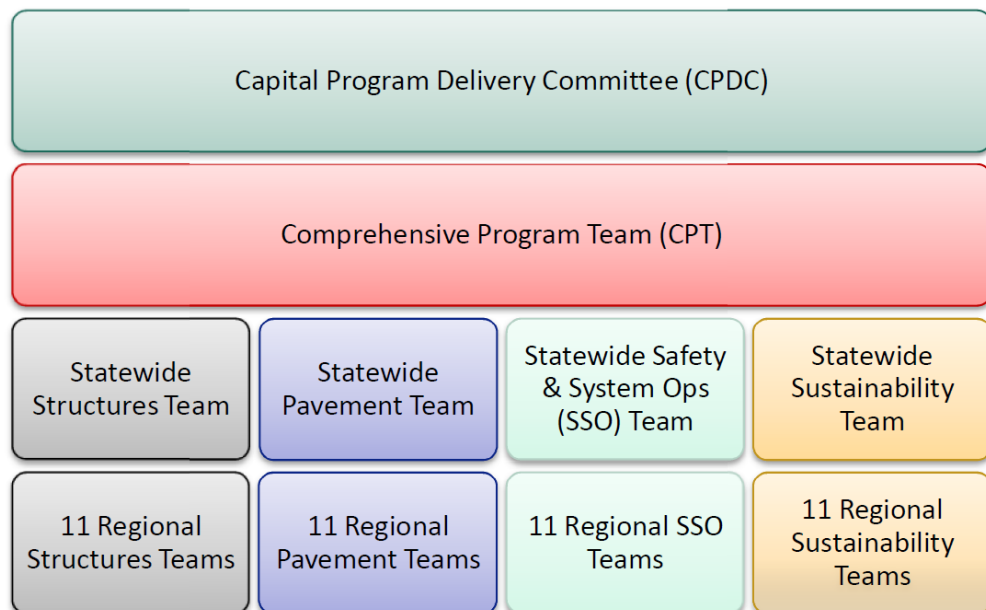 Capital Program Delivery Committee (CPDC)
Comprehensive Program Team (CPT)
Statewide
Structures Team
Statewide
Pavement Team
Statewide Safety
& System Ops
(SSO) Team
Statewide
Sustainability
Team
11 Regional
Structures Teams
11 Regional
Pavement Teams
11 Regional SSO
Teams
11 Regional
Sustainability
Teams